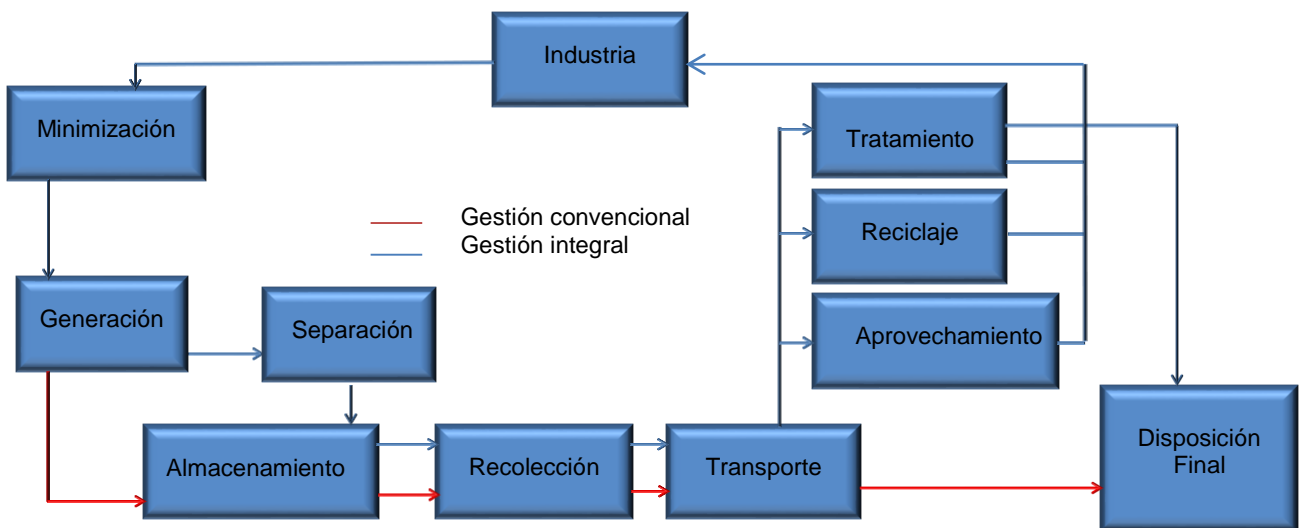 Industria
Minimización
Tratamiento
Gestión convencional
Gestión integral
Reciclaje
Generación
Separación
Aprovechamiento
Almacenamiento
Recolección
Transporte
Disposición
Final